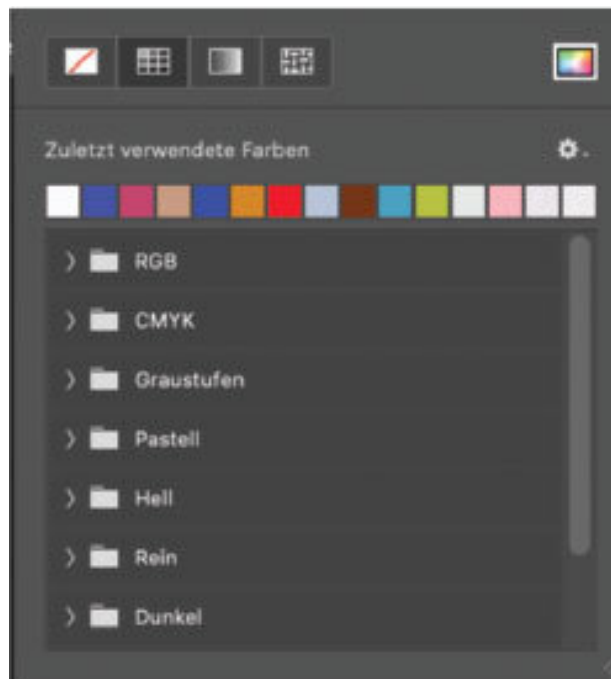 Zuletzt verwendete Farben
RGB
CMYK
Graustufen
Pastell
Hell
Rein
Dunkel